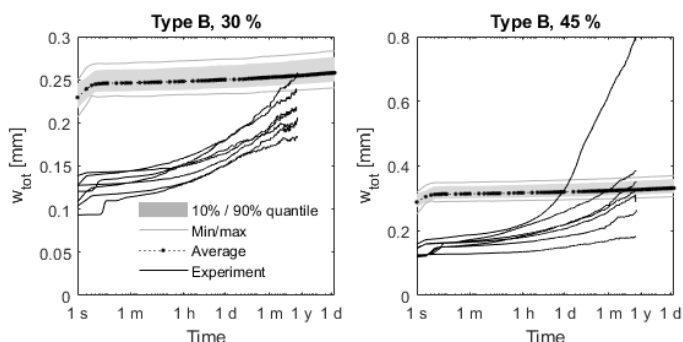 Type B, 30 %
0.3
0.25
0.2
0.15
0.1
0.05
0
w_tot [mm]
10% / 90% quantile
Min/max
Average
Experiment
1 s 1 m 1 h 1 d 1 m 1 y 1 d
Time
Type B, 45 %
0.8
0.6
0.4
0.2
0
w_tot [mm]
1 s 1 m 1 h 1 d 1 m 1 y 1 d
Time